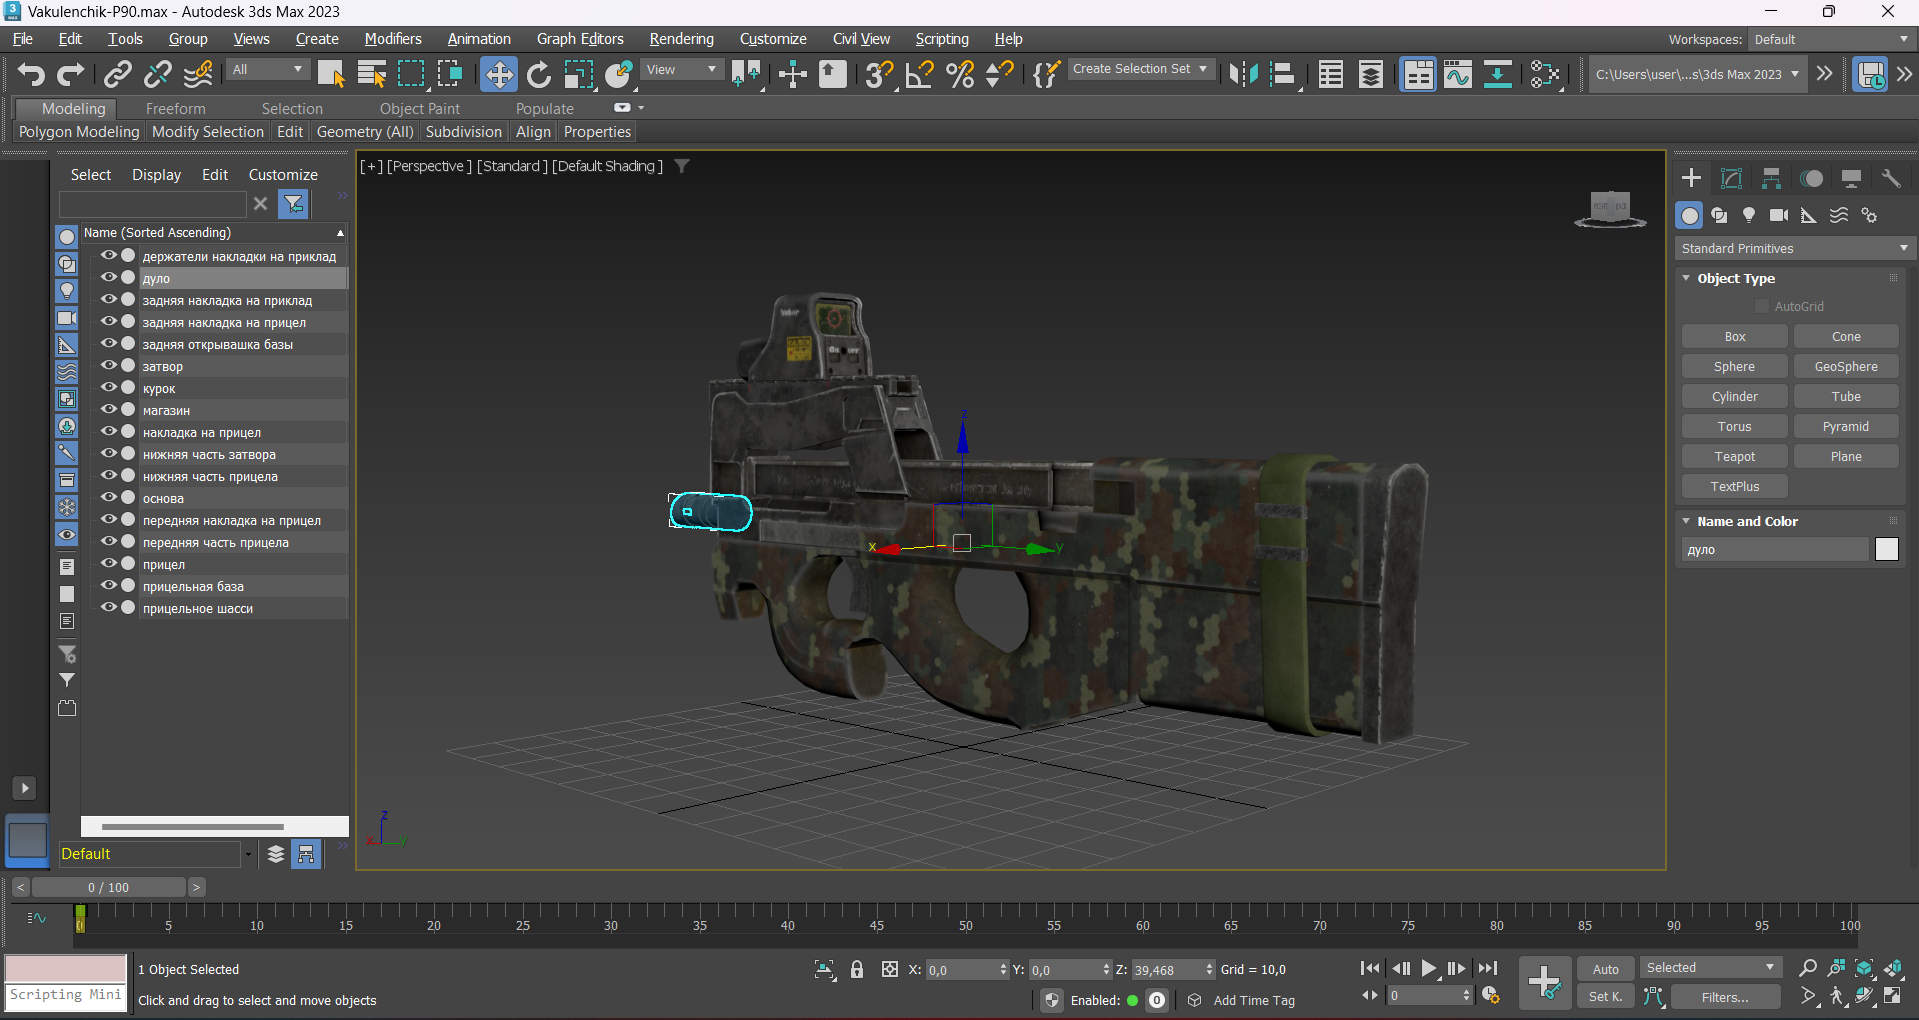 Vakulenchik-P90.max - Autodesk 3ds Max 2023
File Edit Tools Group Views Create Modifiers Animation Graph Editors Rendering Customize Civil View Scripting Help Workspaces: Default
All View Create Selection Set C:\Users\user\...s\3ds Max 2023
Modeling Freeform Selection Object Paint Populate
Polygon Modeling Modify Selection Edit Geometry (All) Subdivision Align Properties
[+] [Perspective ] [Standard ] [Default Shading ]
Select Display Edit Customize
Name (Sorted Ascending)
держатели накладки на приклад
дуло
задняя накладка на приклад
задняя накладка на прицел
задняя открывашка базы
затвор
курок
магазин
накладка на прицел
нижняя часть затвора
нижняя часть прицела
основа
передняя накладка на прицел
передняя часть прицела
прицел
прицельная база
прицельное шасси
Default
z
x
y
z
x
y
Standard Primitives
Object Type
AutoGrid
Box Cone
Sphere GeoSphere
Cylinder Tube
Torus Pyramid
Teapot Plane
TextPlus
Name and Color
дуло
< 0 / 100 >
0 5 10 15 20 25 30 35 40 45 50 55 60 65 70 75 80 85 90 95 100
1 Object Selected X: 0,0 Y: 0,0 Z: 39,468 Grid = 10,0 Auto Selected
Scripting Mini Click and drag to select and move objects Enabled: 0 Add Time Tag 0 Set K. Filters...